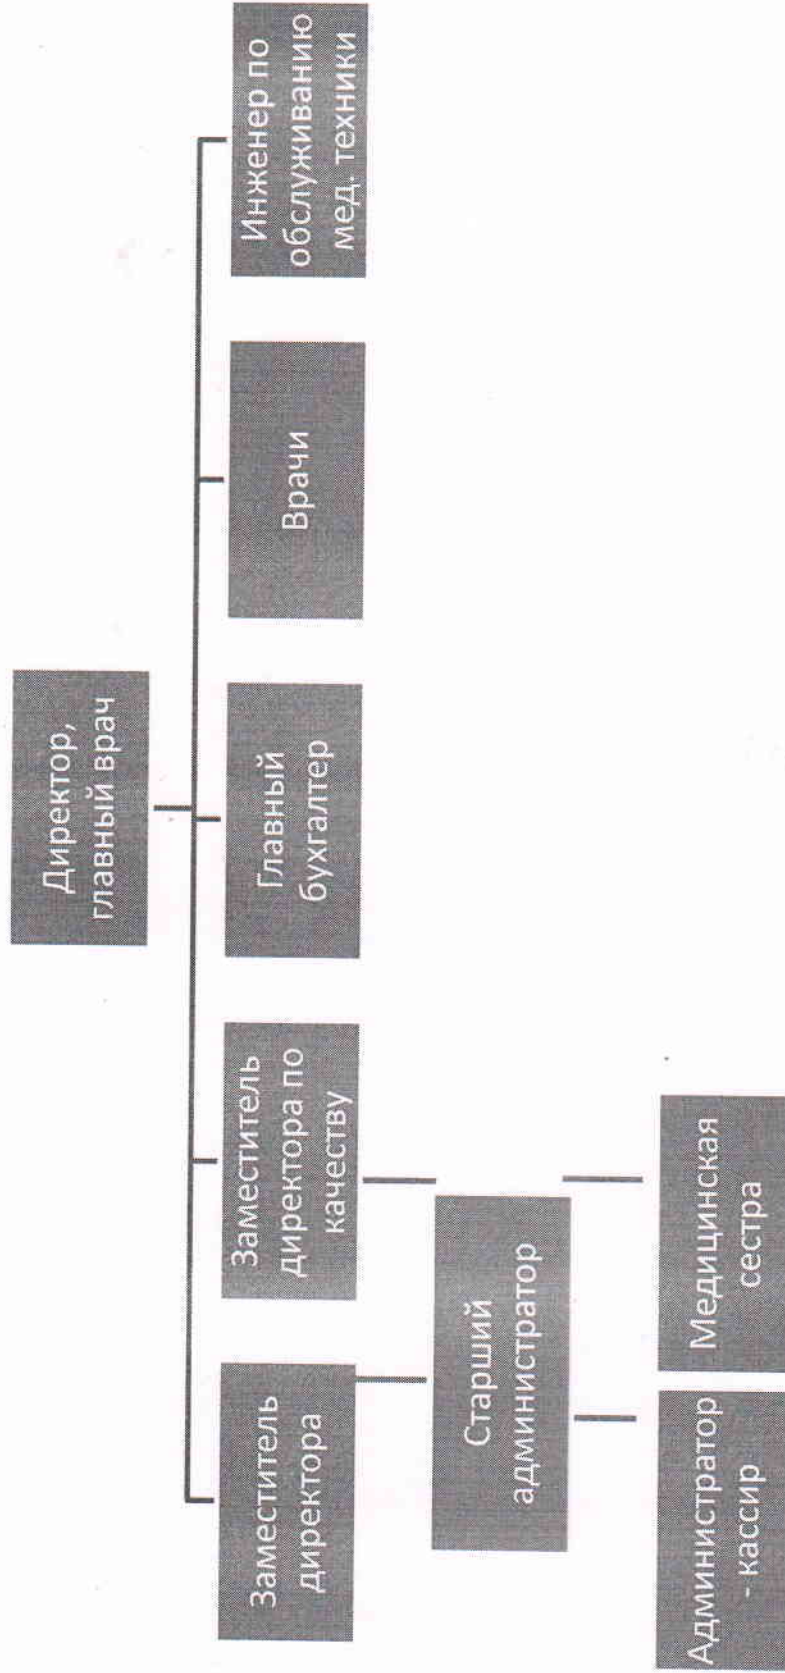 Директор,
главный врач
Заместитель
директора
Заместитель
директора по
качеству
Главный
бухгалтер
Врачи
Инженер по
обслуживанию
мед. техники
Старший
администратор
Администратор
- кассир
Медицинская
сестра